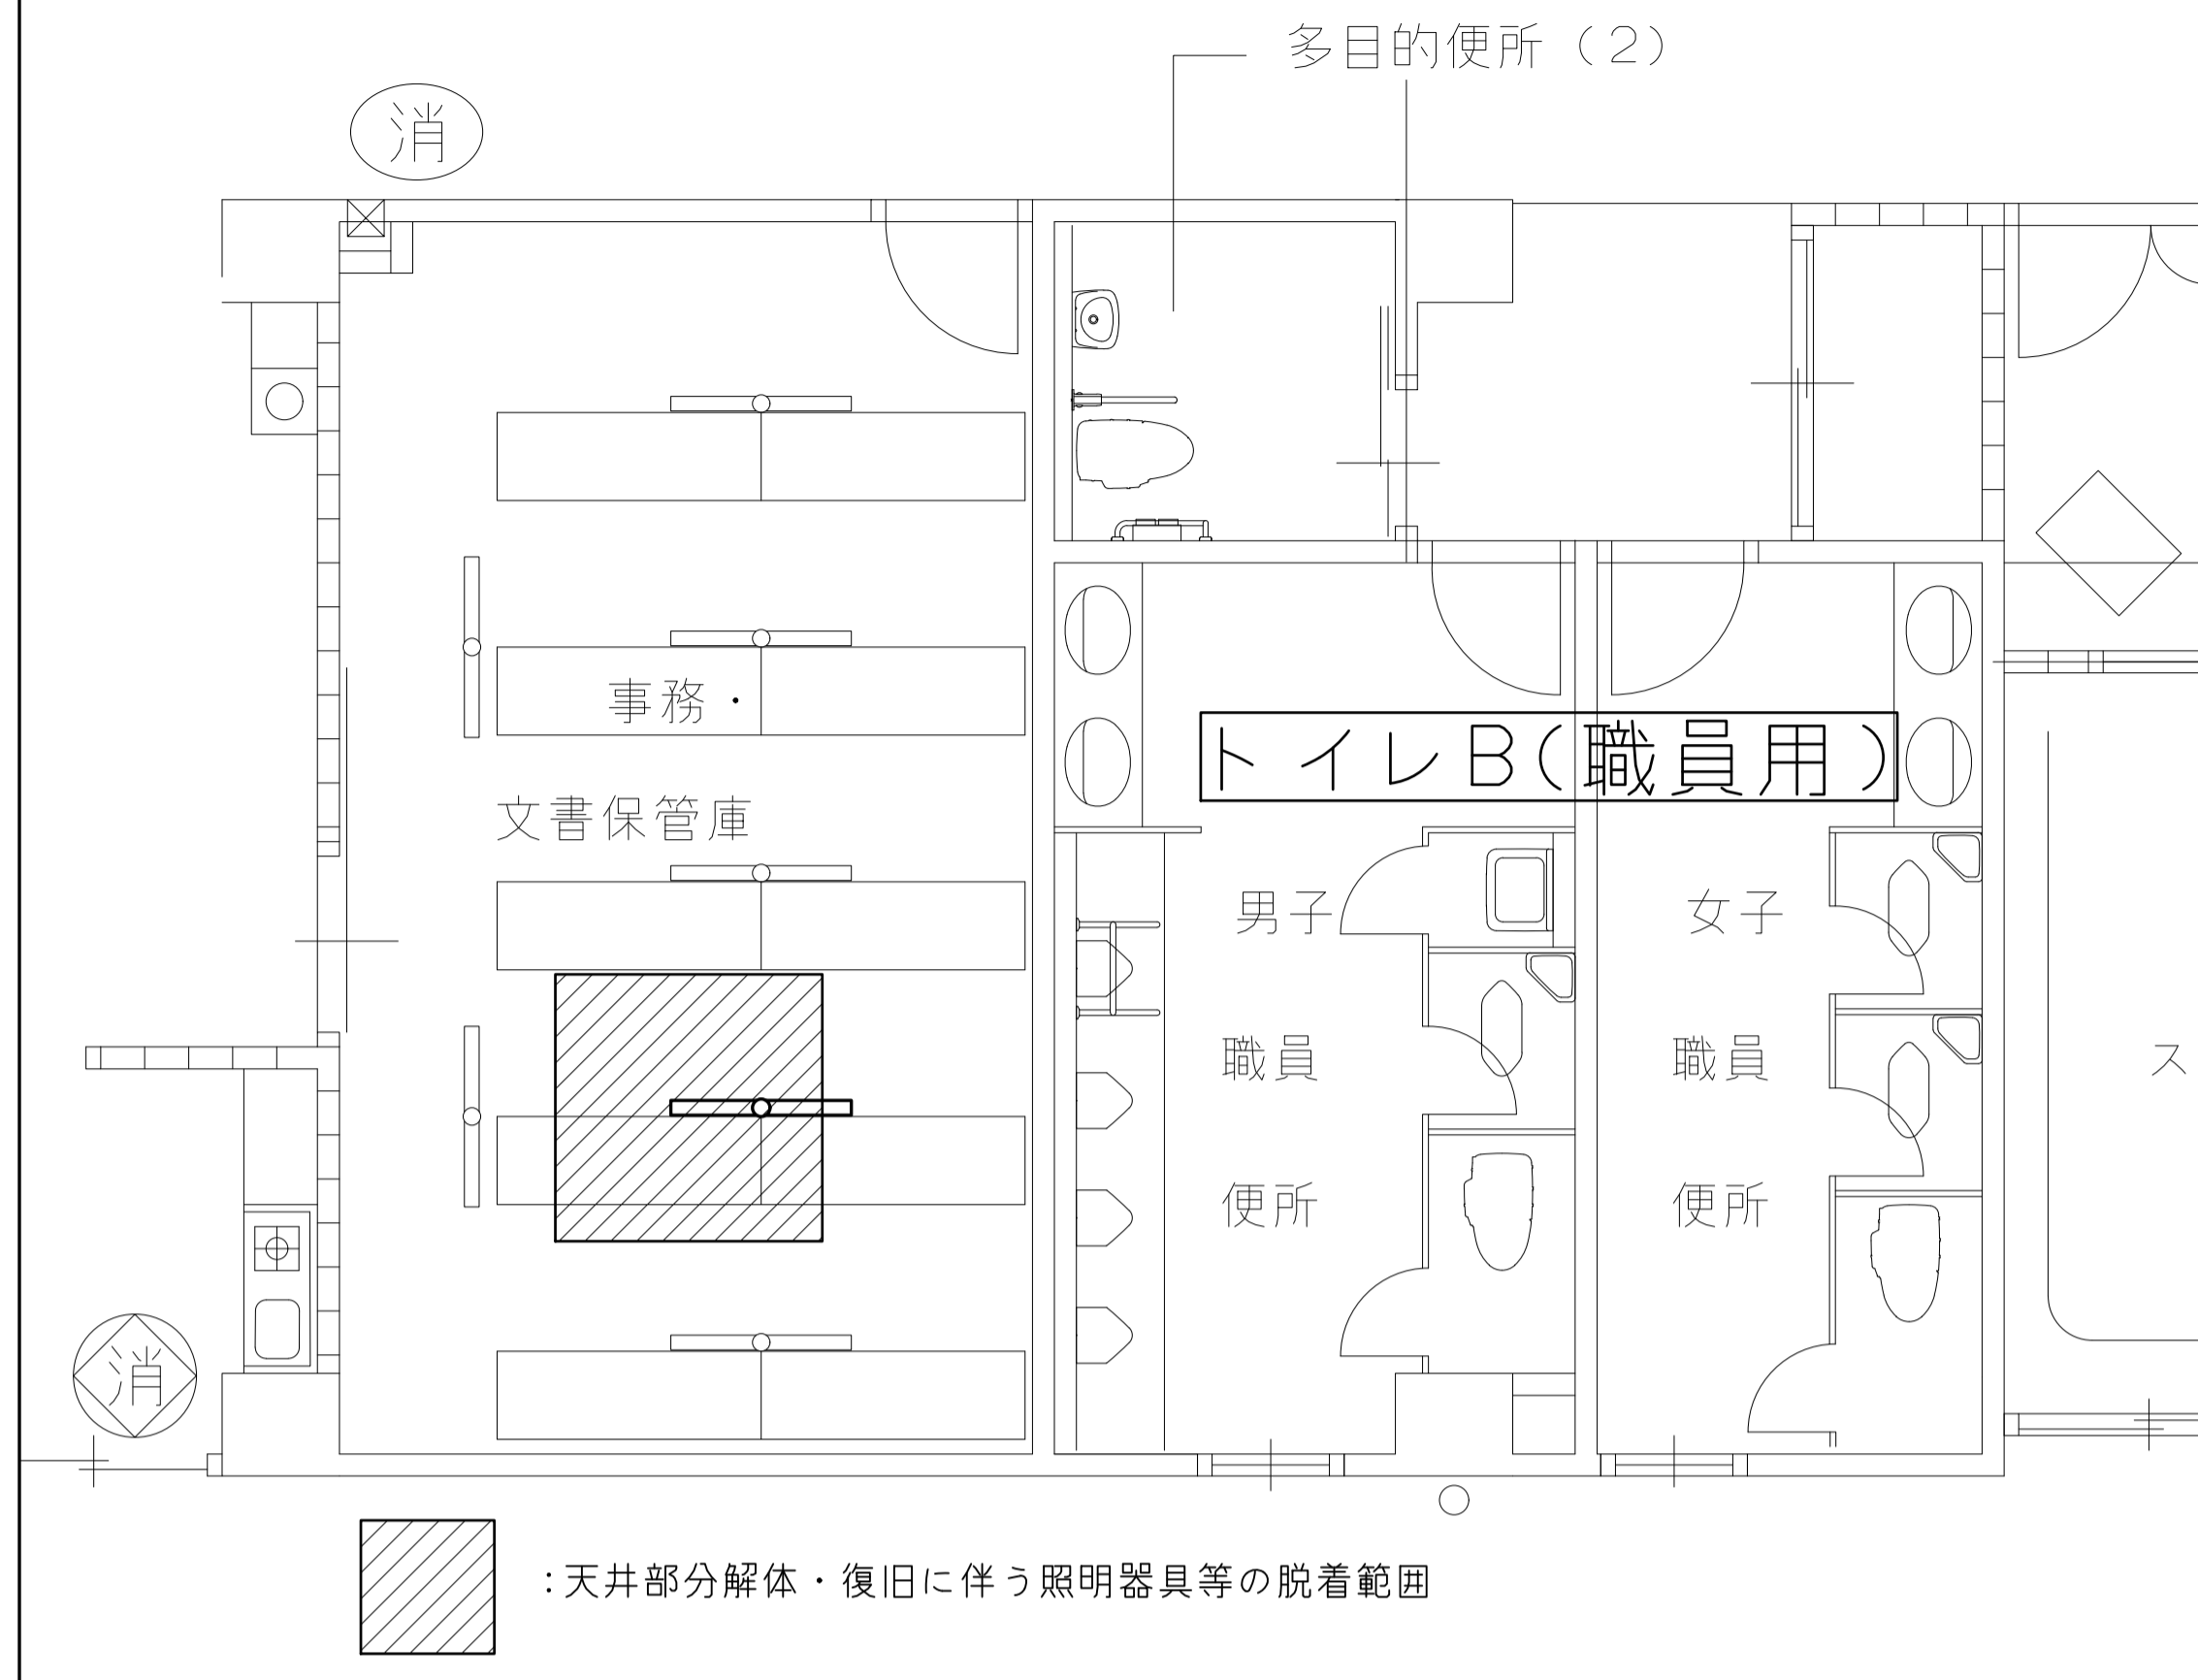 多目的便所（２）
消
事務・
文書保管庫
トイレB(職員用)
男子
職員
便所
女子
職員
便所
ス
消
:天井部分解体・復旧に伴う照明器具等の脱着範囲